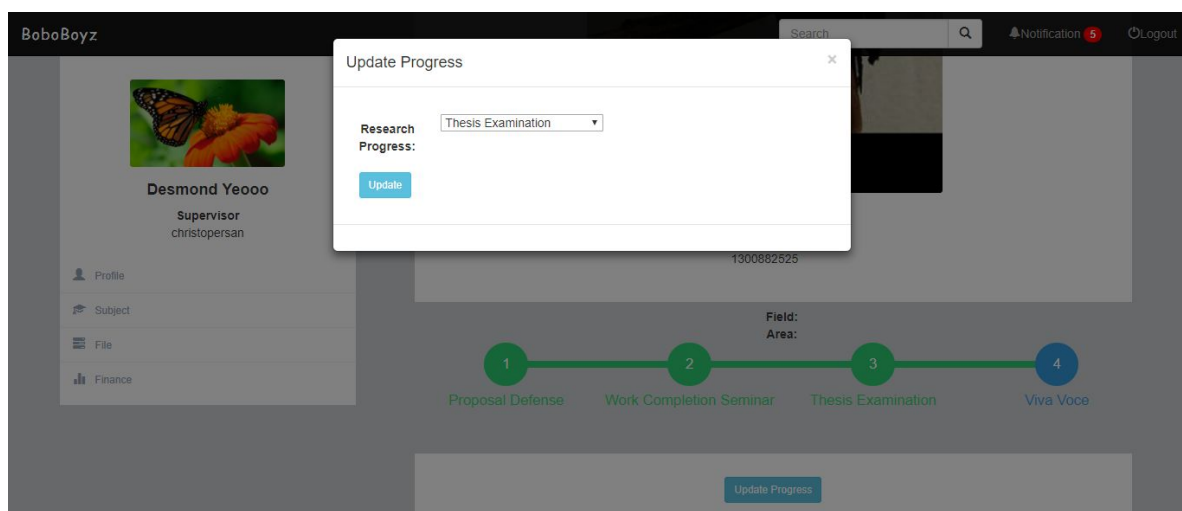 BoboBoyz
Search
Notification 5
Logout
Update Progress
×
Research
Progress:
Thesis Examination
Update
Desmond Yeooo
Supervisor
christopersan
Profile
Subject
File
Finance
1300882525
Field:
Area:
1 2 3 4
Proposal Defense Work Completion Seminar Thesis Examination Viva Voce
Update Progress